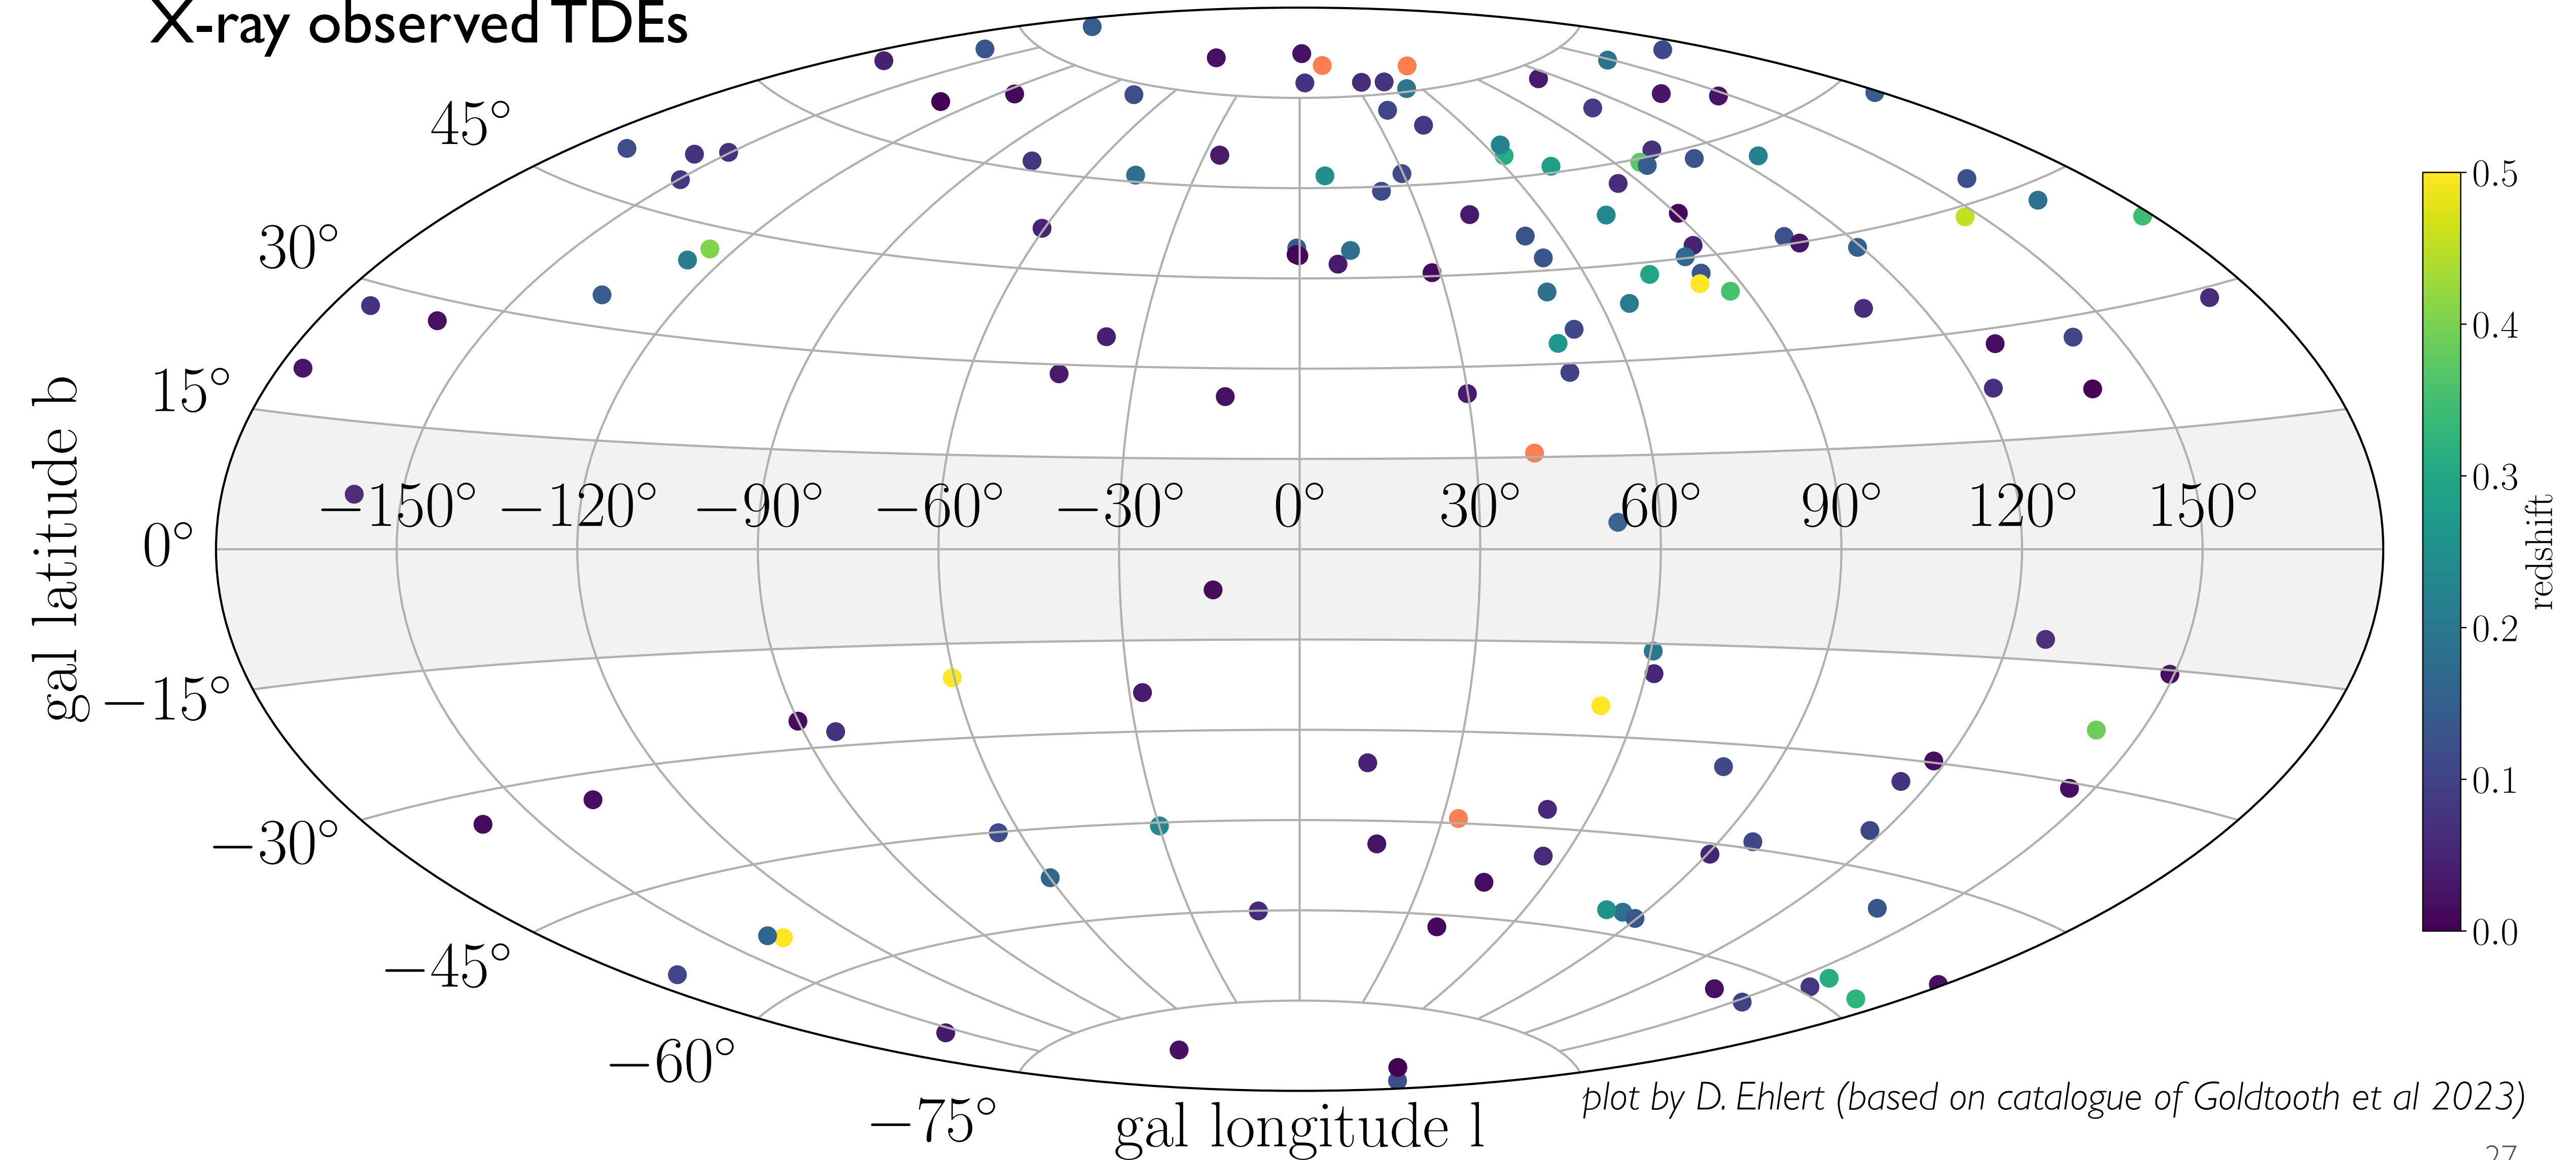 X-ray observed TDEs
45°
30°
15°
0°
−15°
−30°
−45°
−60°
−75°
gal latitude b
−150° −120° −90° −60° −30° 0° 30° 60° 90° 120° 150°
gal longitude l
0.5
0.4
0.3
0.2
0.1
0.0
redshift
plot by D. Ehlert (based on catalogue of Goldtooth et al 2023)
27